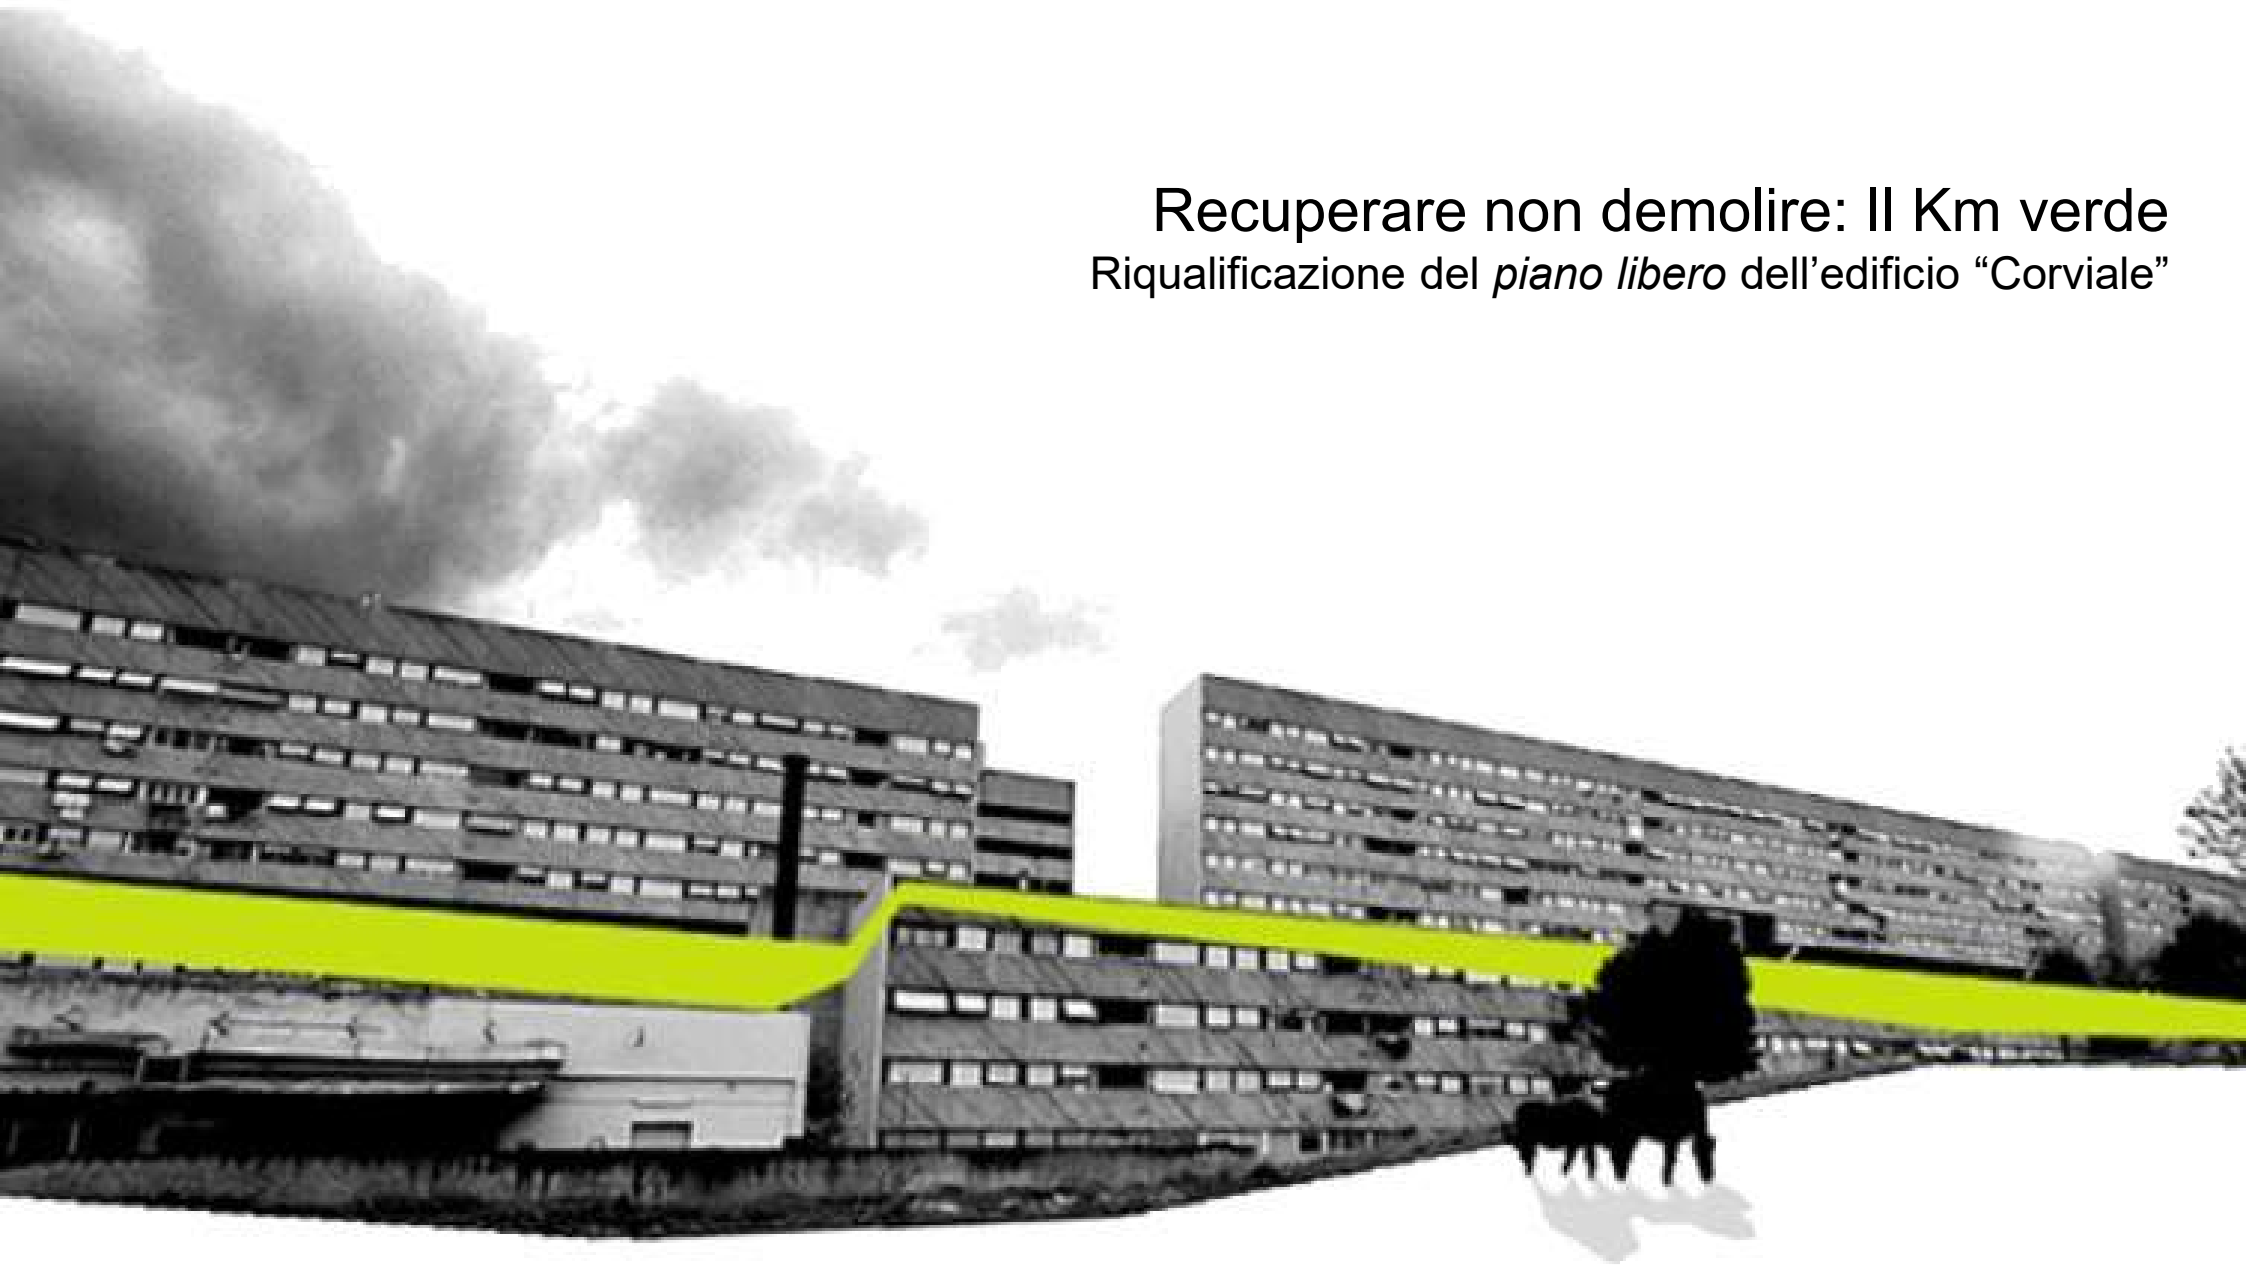 Recuperare non demolire: Il Km verde
Riqualificazione del piano libero dell’edificio “Corviale”